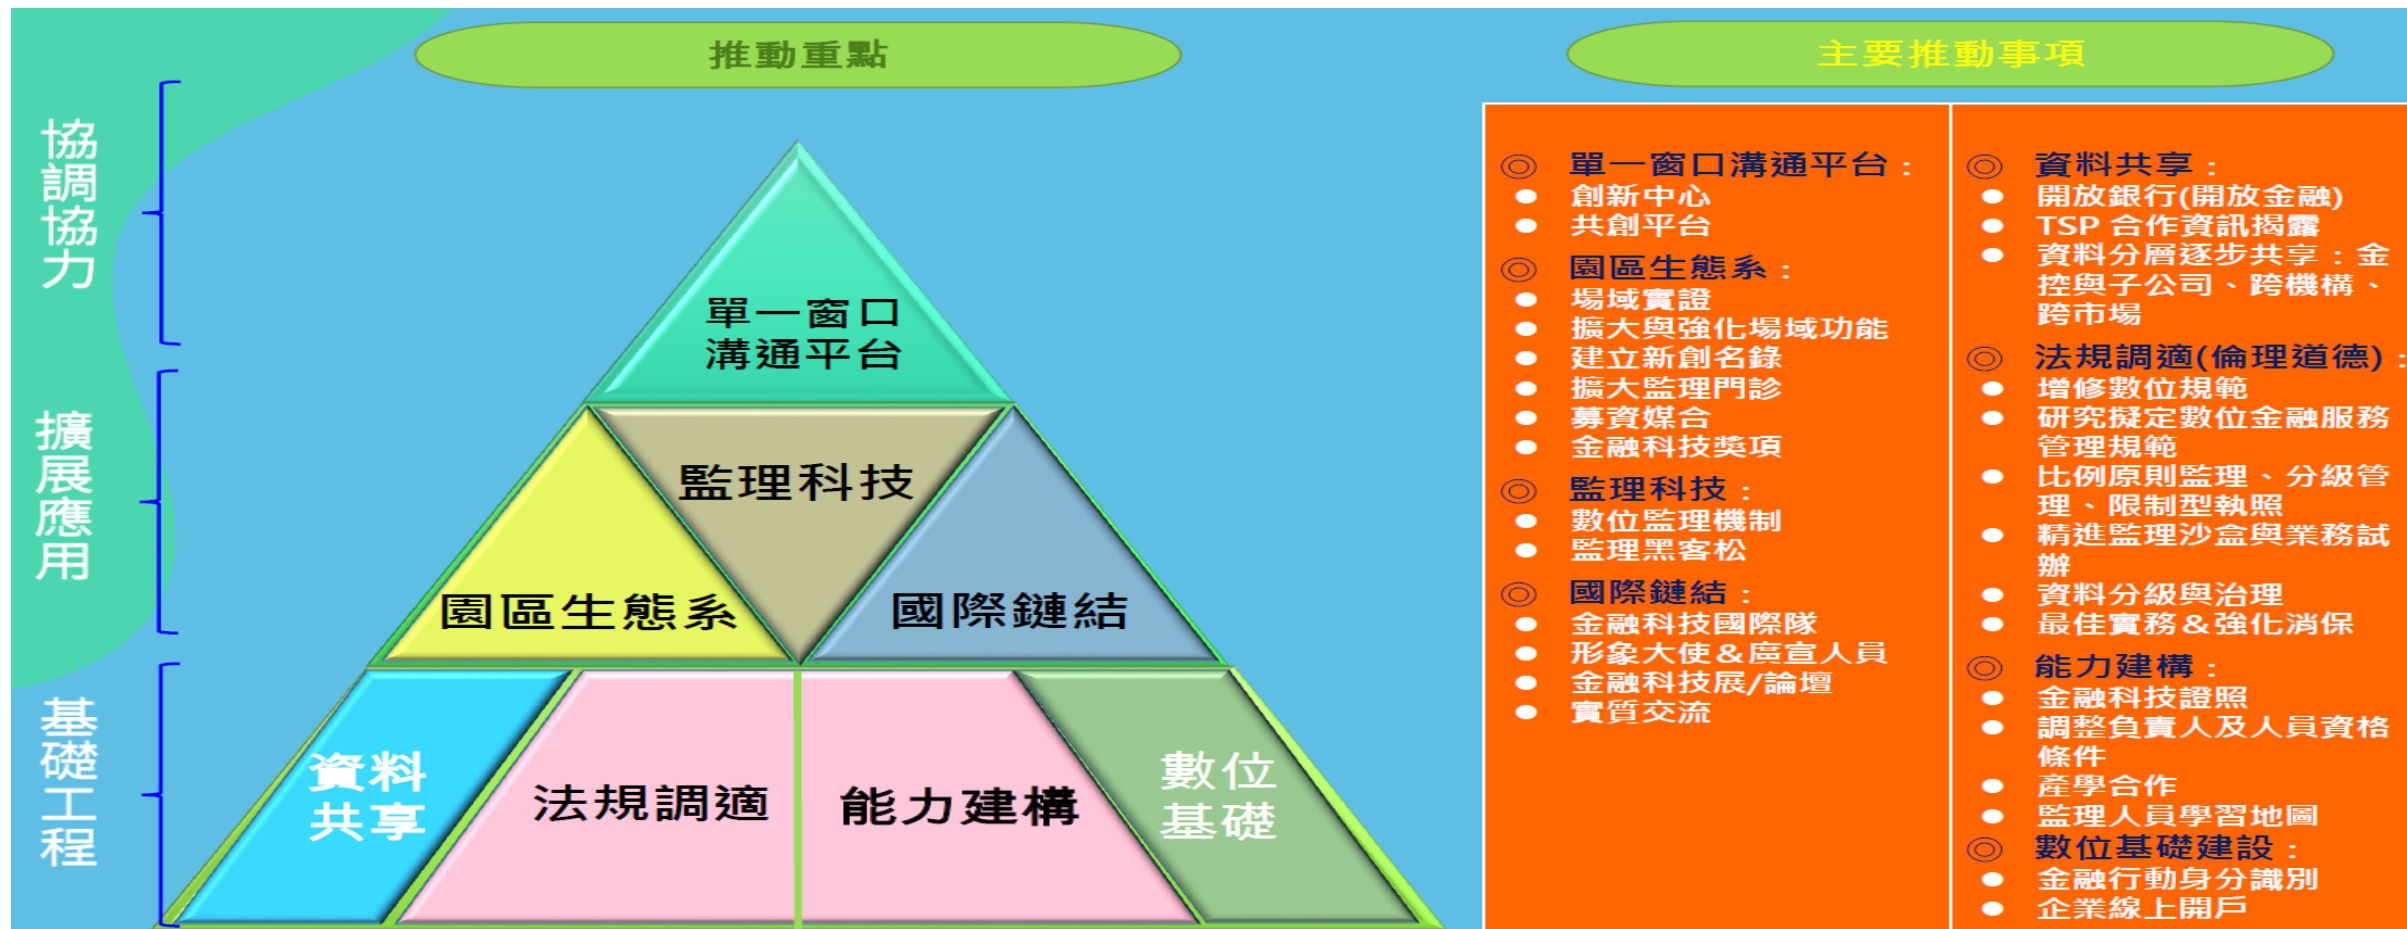 推動重點
主要推動事項
協調協力
擴展應用
基礎工程
單一窗口
溝通平台
監理科技
園區生態系
國際鏈結
資料
共享
法規調適
能力建構
數位
基礎
◎ 單一窗口溝通平台：
● 創新中心
● 共創平台
◎ 園區生態系：
● 場域實證
● 擴大與強化場域功能
● 建立新創名錄
● 擴大監理門診
● 募資媒合
● 金融科技獎項
◎ 監理科技：
● 數位監理機制
● 監理黑客松
◎ 國際鏈結：
● 金融科技國際隊
● 形象大使＆廣宣人員
● 金融科技展/論壇
● 實質交流
◎ 資料共享：
● 開放銀行(開放金融)
● TSP 合作資訊揭露
● 資料分層逐步共享：金
控與子公司、跨機構、
跨市場
◎ 法規調適(倫理道德)：
● 增修數位規範
● 研究擬定數位金融服務
管理規範
● 比例原則監理、分級管
理、限制型執照
● 精進監理沙盒與業務試
辦
● 資料分級與治理
● 最佳實務＆強化消保
◎ 能力建構：
● 金融科技證照
● 調整負責人及人員資格
條件
● 產學合作
● 監理人員學習地圖
◎ 數位基礎建設：
● 金融行動身分識別
● 企業線上開戶